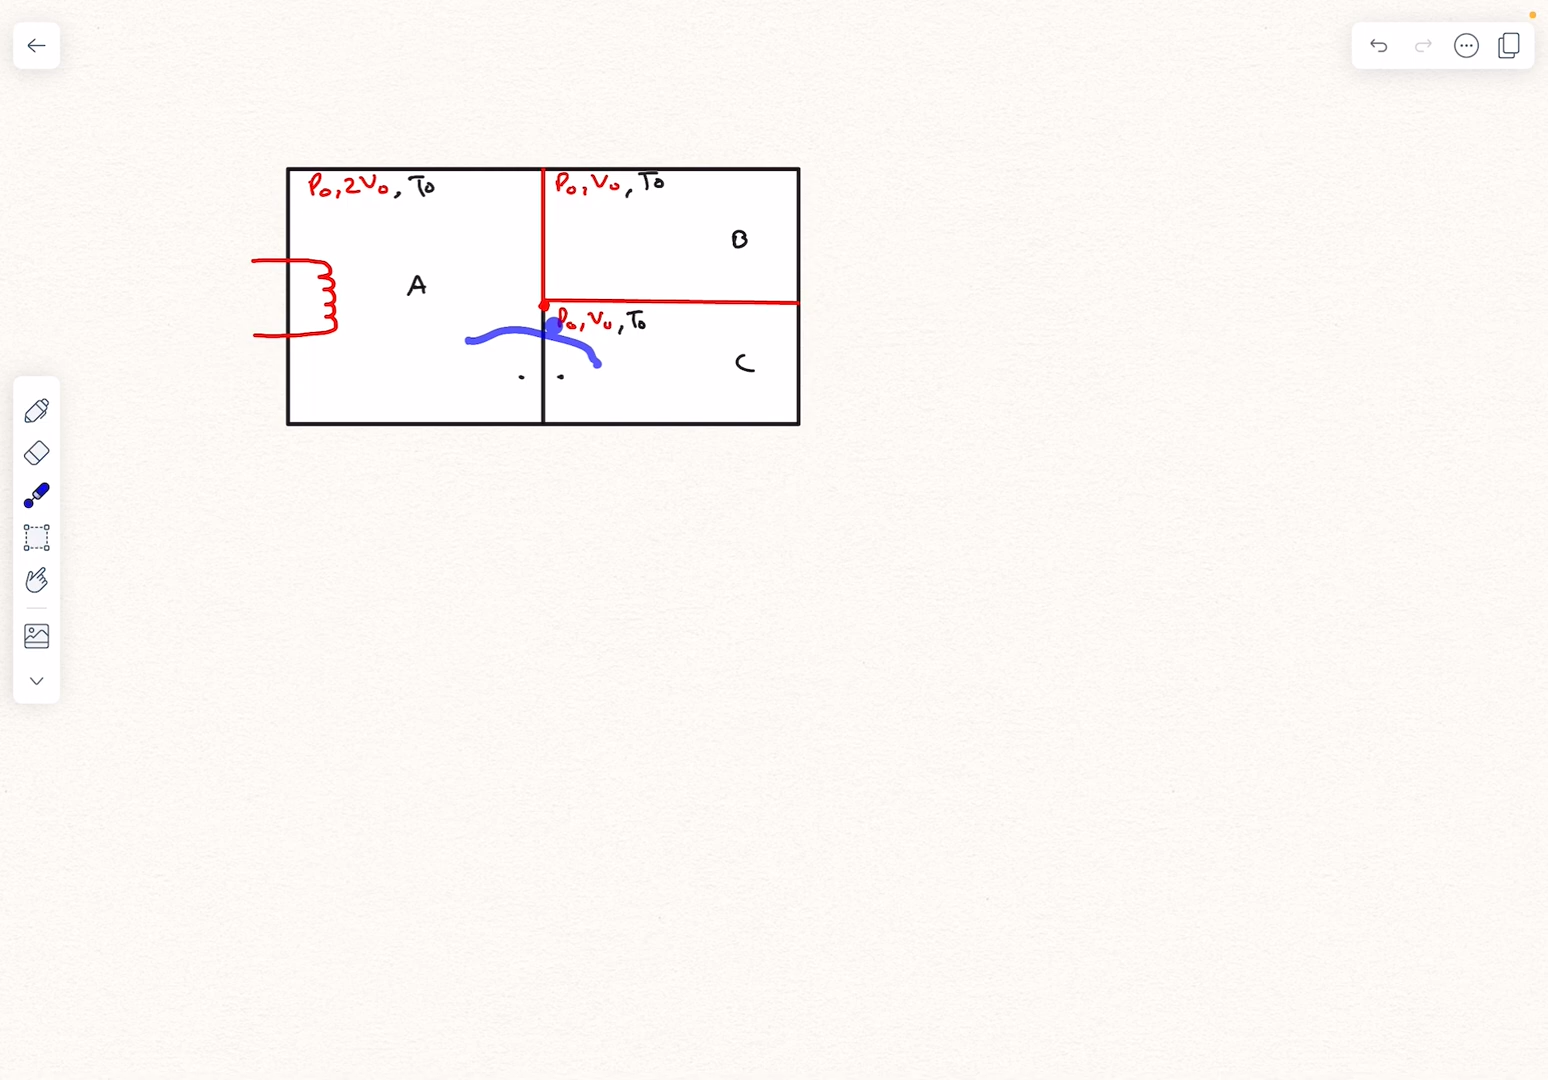 P₀, 2V₀, T₀
P₀, V₀, T₀
B
A
P₀, V₀, T₀
C